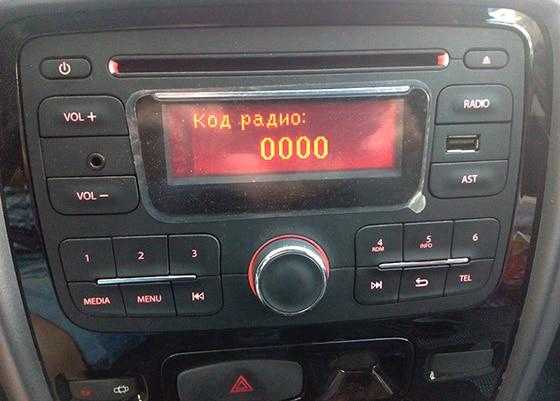 Код радио:
0000
VOL +
RADIO
VOL −
AST
1 2 3
4 RDM 5 INFO 6
MEDIA MENU
TEL